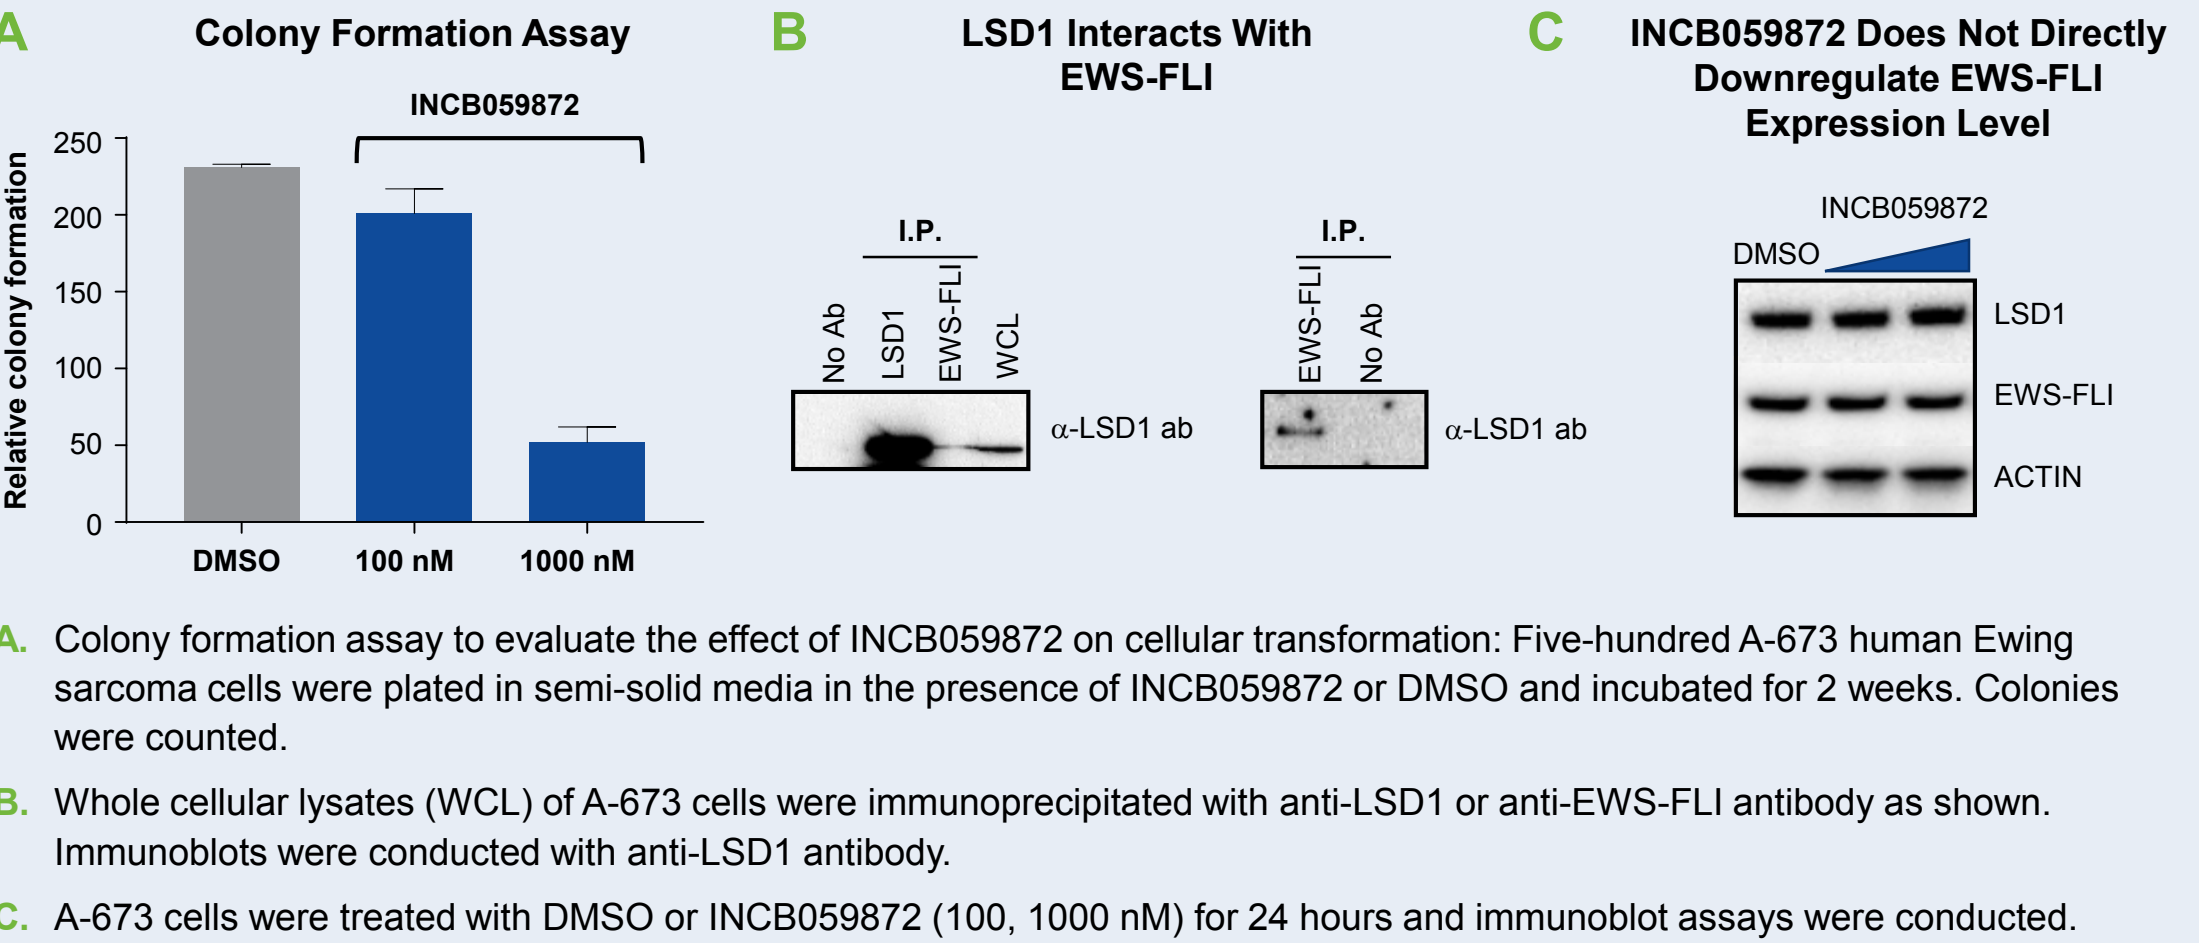 A
Colony Formation Assay
INCB059872
Relative colony formation
250
200
150
100
50
0
DMSO
100 nM
1000 nM
B
LSD1 Interacts With
EWS-FLI
I.P.
No Ab
LSD1
EWS-FLI
WCL
α-LSD1 ab
I.P.
EWS-FLI
No Ab
α-LSD1 ab
C
INCB059872 Does Not Directly
Downregulate EWS-FLI
Expression Level
INCB059872
DMSO
LSD1
EWS-FLI
ACTIN
A. Colony formation assay to evaluate the effect of INCB059872 on cellular transformation: Five-hundred A-673 human Ewing
sarcoma cells were plated in semi-solid media in the presence of INCB059872 or DMSO and incubated for 2 weeks. Colonies
were counted.
B. Whole cellular lysates (WCL) of A-673 cells were immunoprecipitated with anti-LSD1 or anti-EWS-FLI antibody as shown.
Immunoblots were conducted with anti-LSD1 antibody.
C. A-673 cells were treated with DMSO or INCB059872 (100, 1000 nM) for 24 hours and immunoblot assays were conducted.